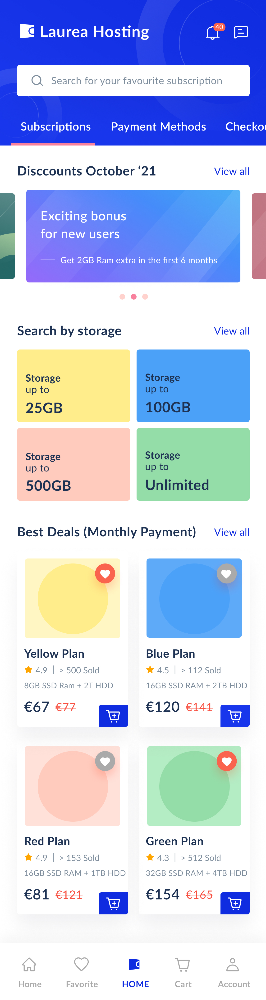 Laurea Hosting
40
Search for your favourite subscription
Subscriptions
Payment Methods
Checkou
Disccounts October ‘21
View all
Exciting bonus
for new users
Get 2GB Ram extra in the first 6 months
Search by storage
View all
Storage
up to
25GB
Storage
up to
100GB
Storage
up to
500GB
Storage
up to
Unlimited
Best Deals (Monthly Payment)
View all
Yellow Plan
4.9 | > 500 Sold
8GB SSD Ram + 2T HDD
€67 €77
Blue Plan
4.5 | > 112 Sold
16GB SSD RAM + 2TB HDD
€120 €141
Red Plan
4.9 | > 153 Sold
16GB SSD RAM + 1TB HDD
€81 €121
Green Plan
4.3 | > 512 Sold
32GB SSD RAM + 4TB HDD
€154 €165
Home
Favorite
HOME
Cart
Account